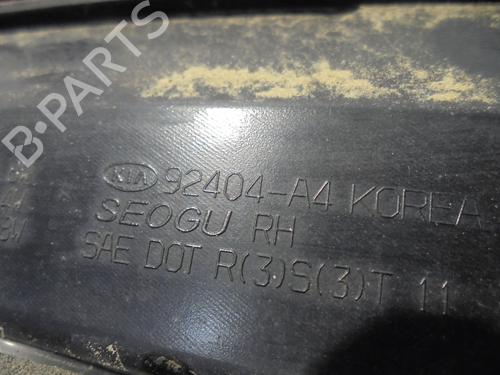 B-PARTS
KIA 92404-A4 KOREA
SEOGU RH
SAE DOT R(3)S(3)T 11